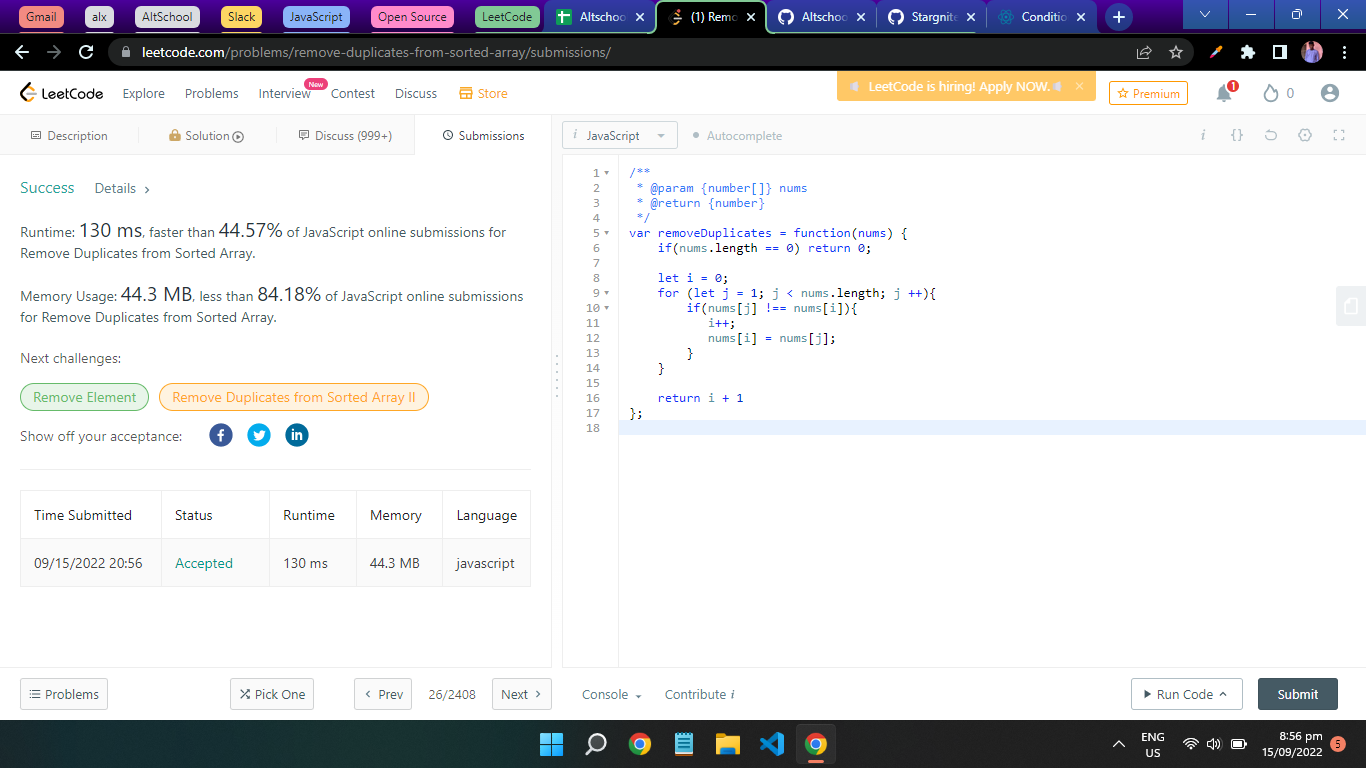 Gmail alx AltSchool Slack JavaScript Open Source LeetCode Altschoo (1) Remo Altschoo Stargnite Conditio
leetcode.com/problems/remove-duplicates-from-sorted-array/submissions/
LeetCode Explore Problems Interview New Contest Discuss Store LeetCode is hiring! Apply NOW. Premium 1 0
Description Solution Discuss (999+) Submissions
Success Details
Runtime: 130 ms, faster than 44.57% of JavaScript online submissions for
Remove Duplicates from Sorted Array.
Memory Usage: 44.3 MB, less than 84.18% of JavaScript online submissions
for Remove Duplicates from Sorted Array.
Next challenges:
Remove Element Remove Duplicates from Sorted Array II
Show off your acceptance:
Time Submitted Status Runtime Memory Language
09/15/2022 20:56 Accepted 130 ms 44.3 MB javascript
i JavaScript Autocomplete i {}
1 /**
2 * @param {number[]} nums
3 * @return {number}
4 */
5 var removeDuplicates = function(nums) {
6 if(nums.length == 0) return 0;
7
8 let i = 0;
9 for (let j = 1; j < nums.length; j ++){
10 if(nums[j] !== nums[i]){
11 i++;
12 nums[i] = nums[j];
13 }
14 }
15
16 return i + 1
17 };
18
Problems Pick One Prev 26/2408 Next Console Contribute i Run Code Submit
ENG
US
8:56 pm
15/09/2022
5